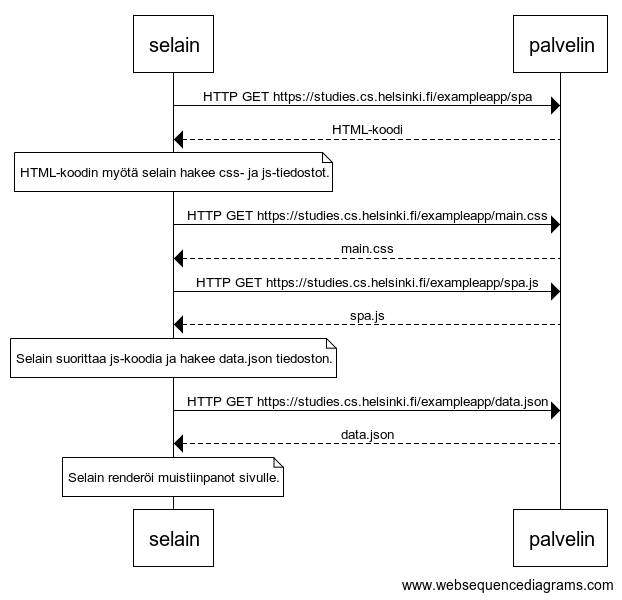 selain
palvelin
HTTP GET https://studies.cs.helsinki.fi/exampleapp/spa
HTML-koodi
HTML-koodin myötä selain hakee css- ja js-tiedostot.
HTTP GET https://studies.cs.helsinki.fi/exampleapp/main.css
main.css
HTTP GET https://studies.cs.helsinki.fi/exampleapp/spa.js
spa.js
Selain suorittaa js-koodia ja hakee data.json tiedoston.
HTTP GET https://studies.cs.helsinki.fi/exampleapp/data.json
data.json
Selain renderöi muistiinpanot sivulle.
selain
palvelin
www.websequencediagrams.com